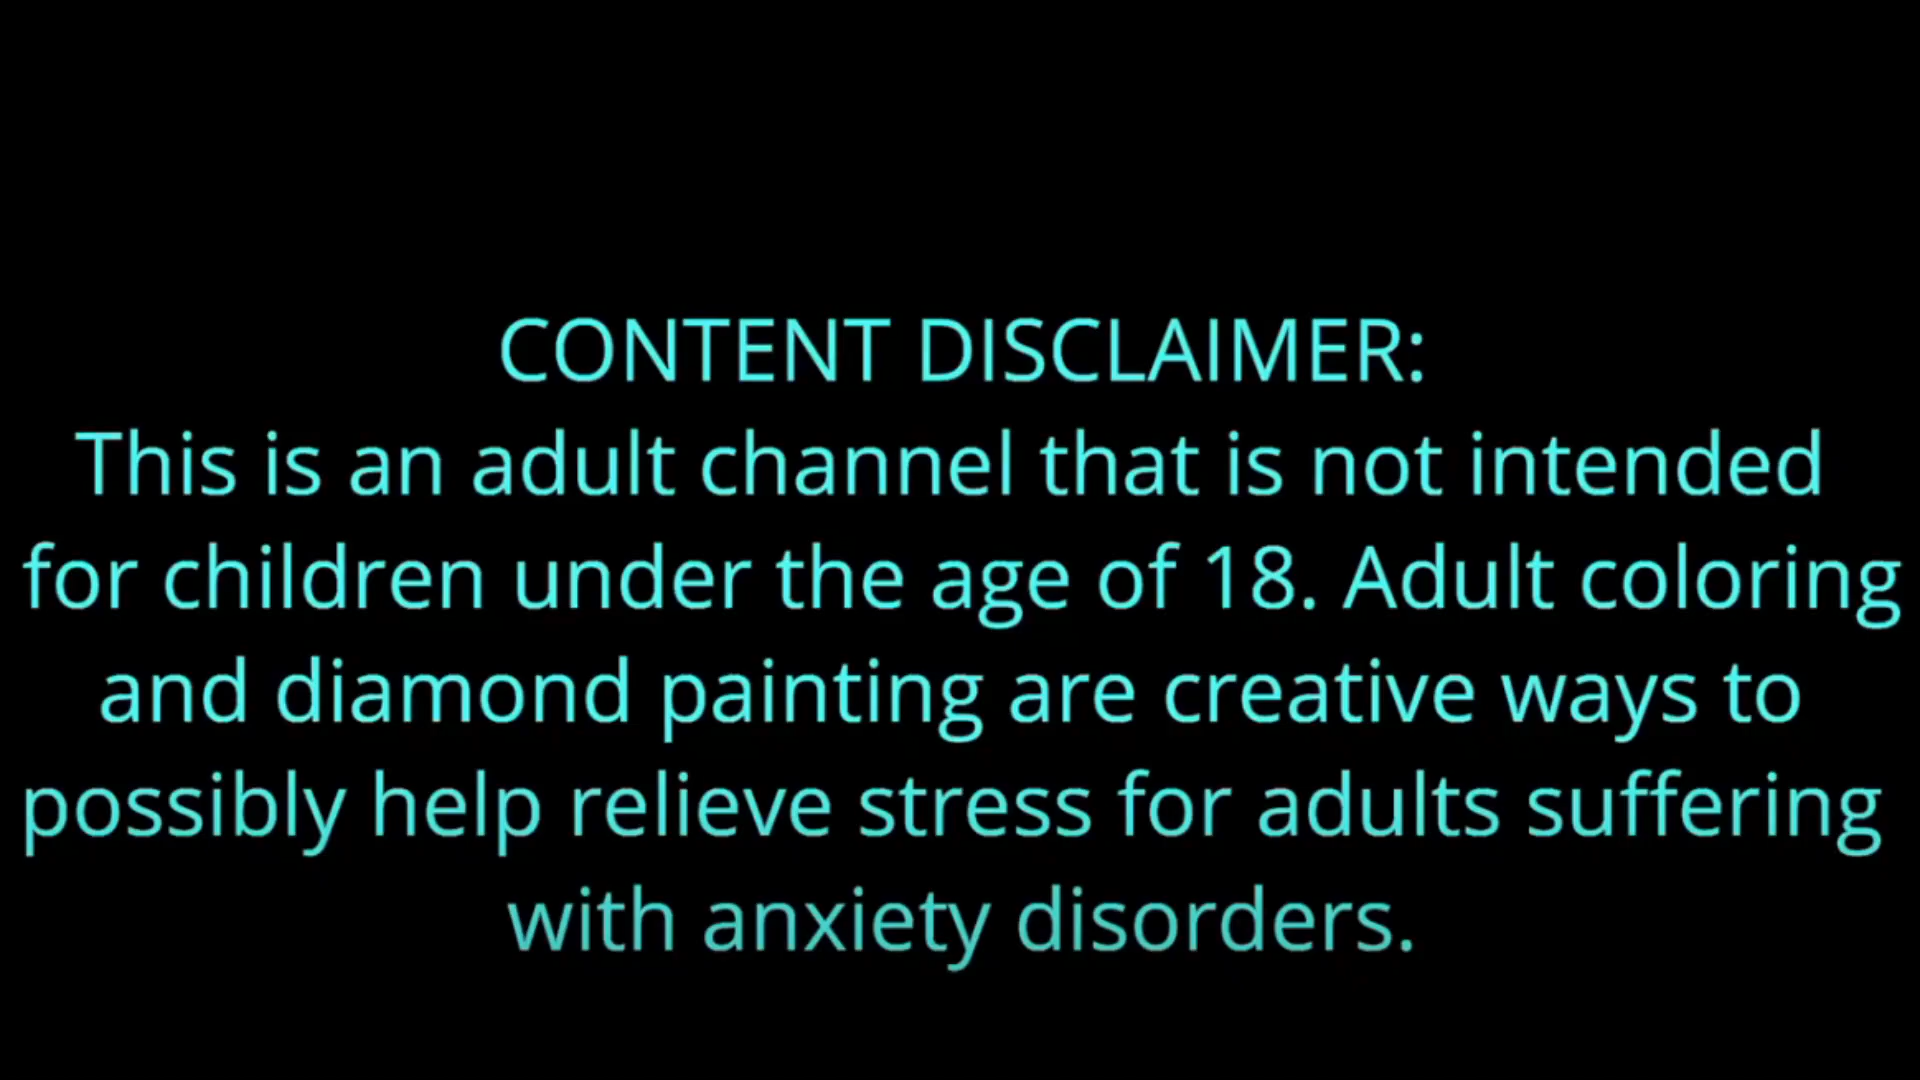 CONTENT DISCLAIMER:
This is an adult channel that is not intended
for children under the age of 18. Adult coloring
and diamond painting are creative ways to
possibly help relieve stress for adults suffering
with anxiety disorders.